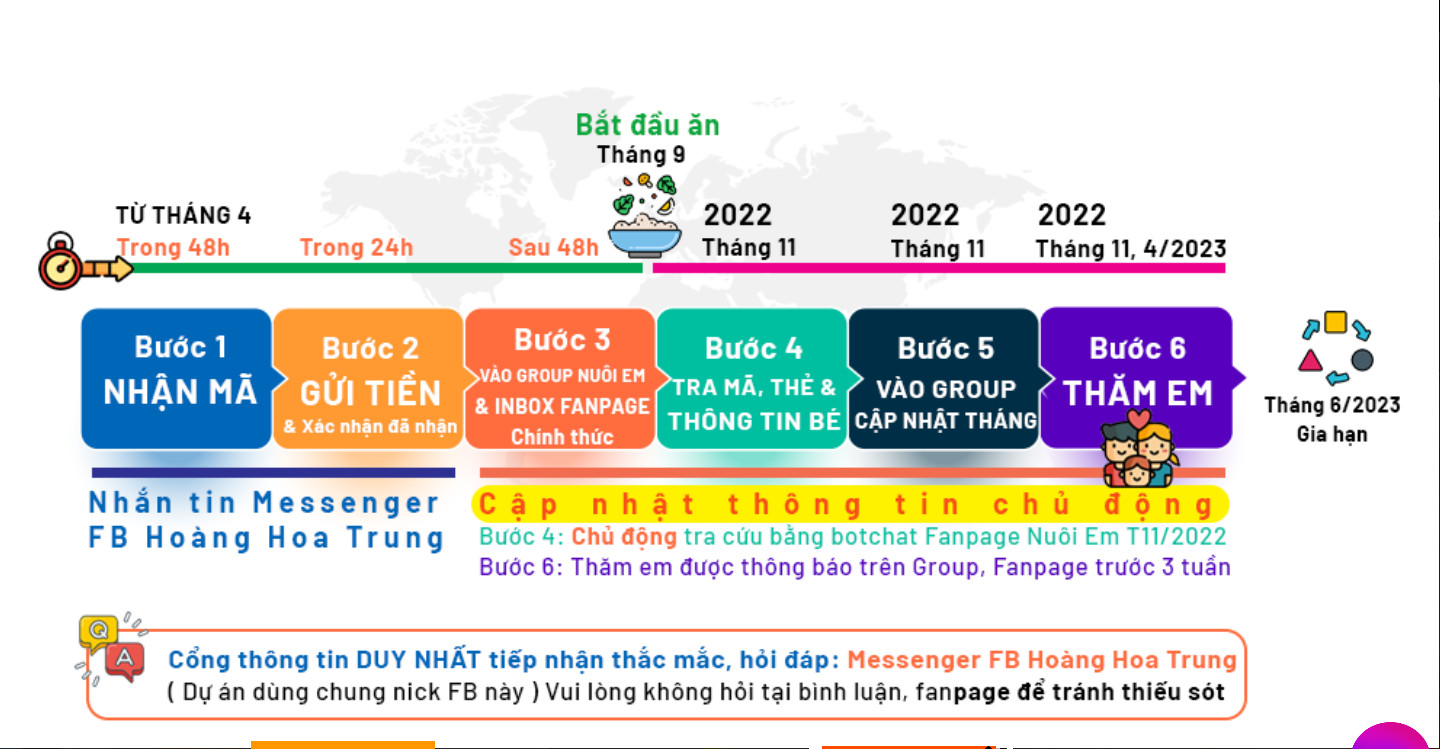 Bắt đầu ăn
Tháng 9
TỪ THÁNG 4
Trong 48h
Trong 24h
Sau 48h
2022
Tháng 11
2022
Tháng 11
2022
Tháng 11, 4/2023
Bước 1
NHẬN MÃ
Bước 2
GỬI TIỀN
& Xác nhận đã nhận
Bước 3
VÀO GROUP NUÔI EM
& INBOX FANPAGE
Chính thức
Bước 4
TRA MÃ, THẺ &
THÔNG TIN BÉ
Bước 5
VÀO GROUP
CẬP NHẬT THÁNG
Bước 6
THĂM EM
Tháng 6/2023
Gia hạn
Nhắn tin Messenger
FB Hoàng Hoa Trung
Cập nhật thông tin chủ động
Bước 4: Chủ động tra cứu bằng botchat Fanpage Nuôi Em T11/2022
Bước 6: Thăm em được thông báo trên Group, Fanpage trước 3 tuần
Q
A
Cổng thông tin DUY NHẤT tiếp nhận thắc mắc, hỏi đáp: Messenger FB Hoàng Hoa Trung
( Dự án dùng chung nick FB này ) Vui lòng không hỏi tại bình luận, fanpage để tránh thiếu sót